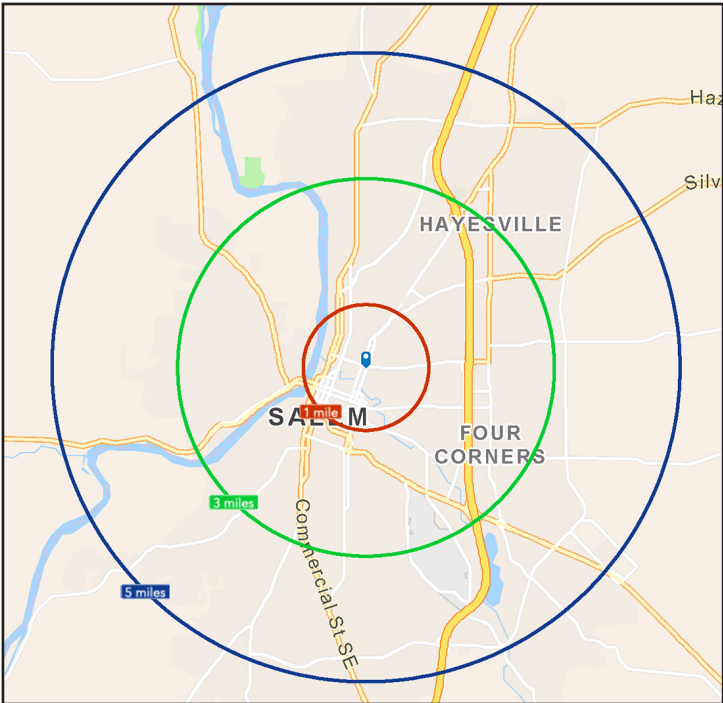 Haz
Silv
HAYESVILLE
1 mile
FOUR
CORNERS
3 miles
Commercial St SE
5 miles